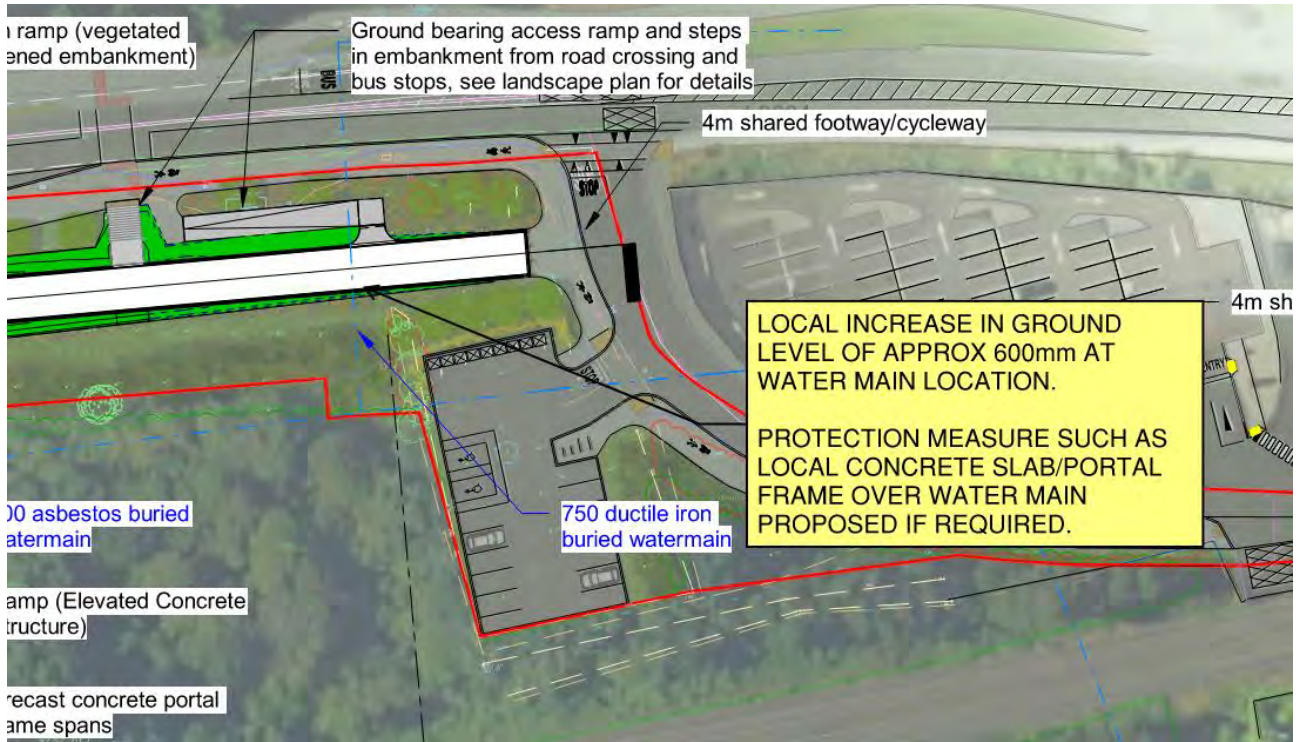 ramp (vegetated
ened embankment)
Ground bearing access ramp and steps
in embankment from road crossing and
bus stops, see landscape plan for details
BUS
4m shared footway/cycleway
STOP
4m sh
LOCAL INCREASE IN GROUND
LEVEL OF APPROX 600mm AT
WATER MAIN LOCATION.
PROTECTION MEASURE SUCH AS
LOCAL CONCRETE SLAB/PORTAL
FRAME OVER WATER MAIN
PROPOSED IF REQUIRED.
ENTRY
STOP
00 asbestos buried
atermain
750 ductile iron
buried watermain
amp (Elevated Concrete
tructure)
recast concrete portal
ame spans